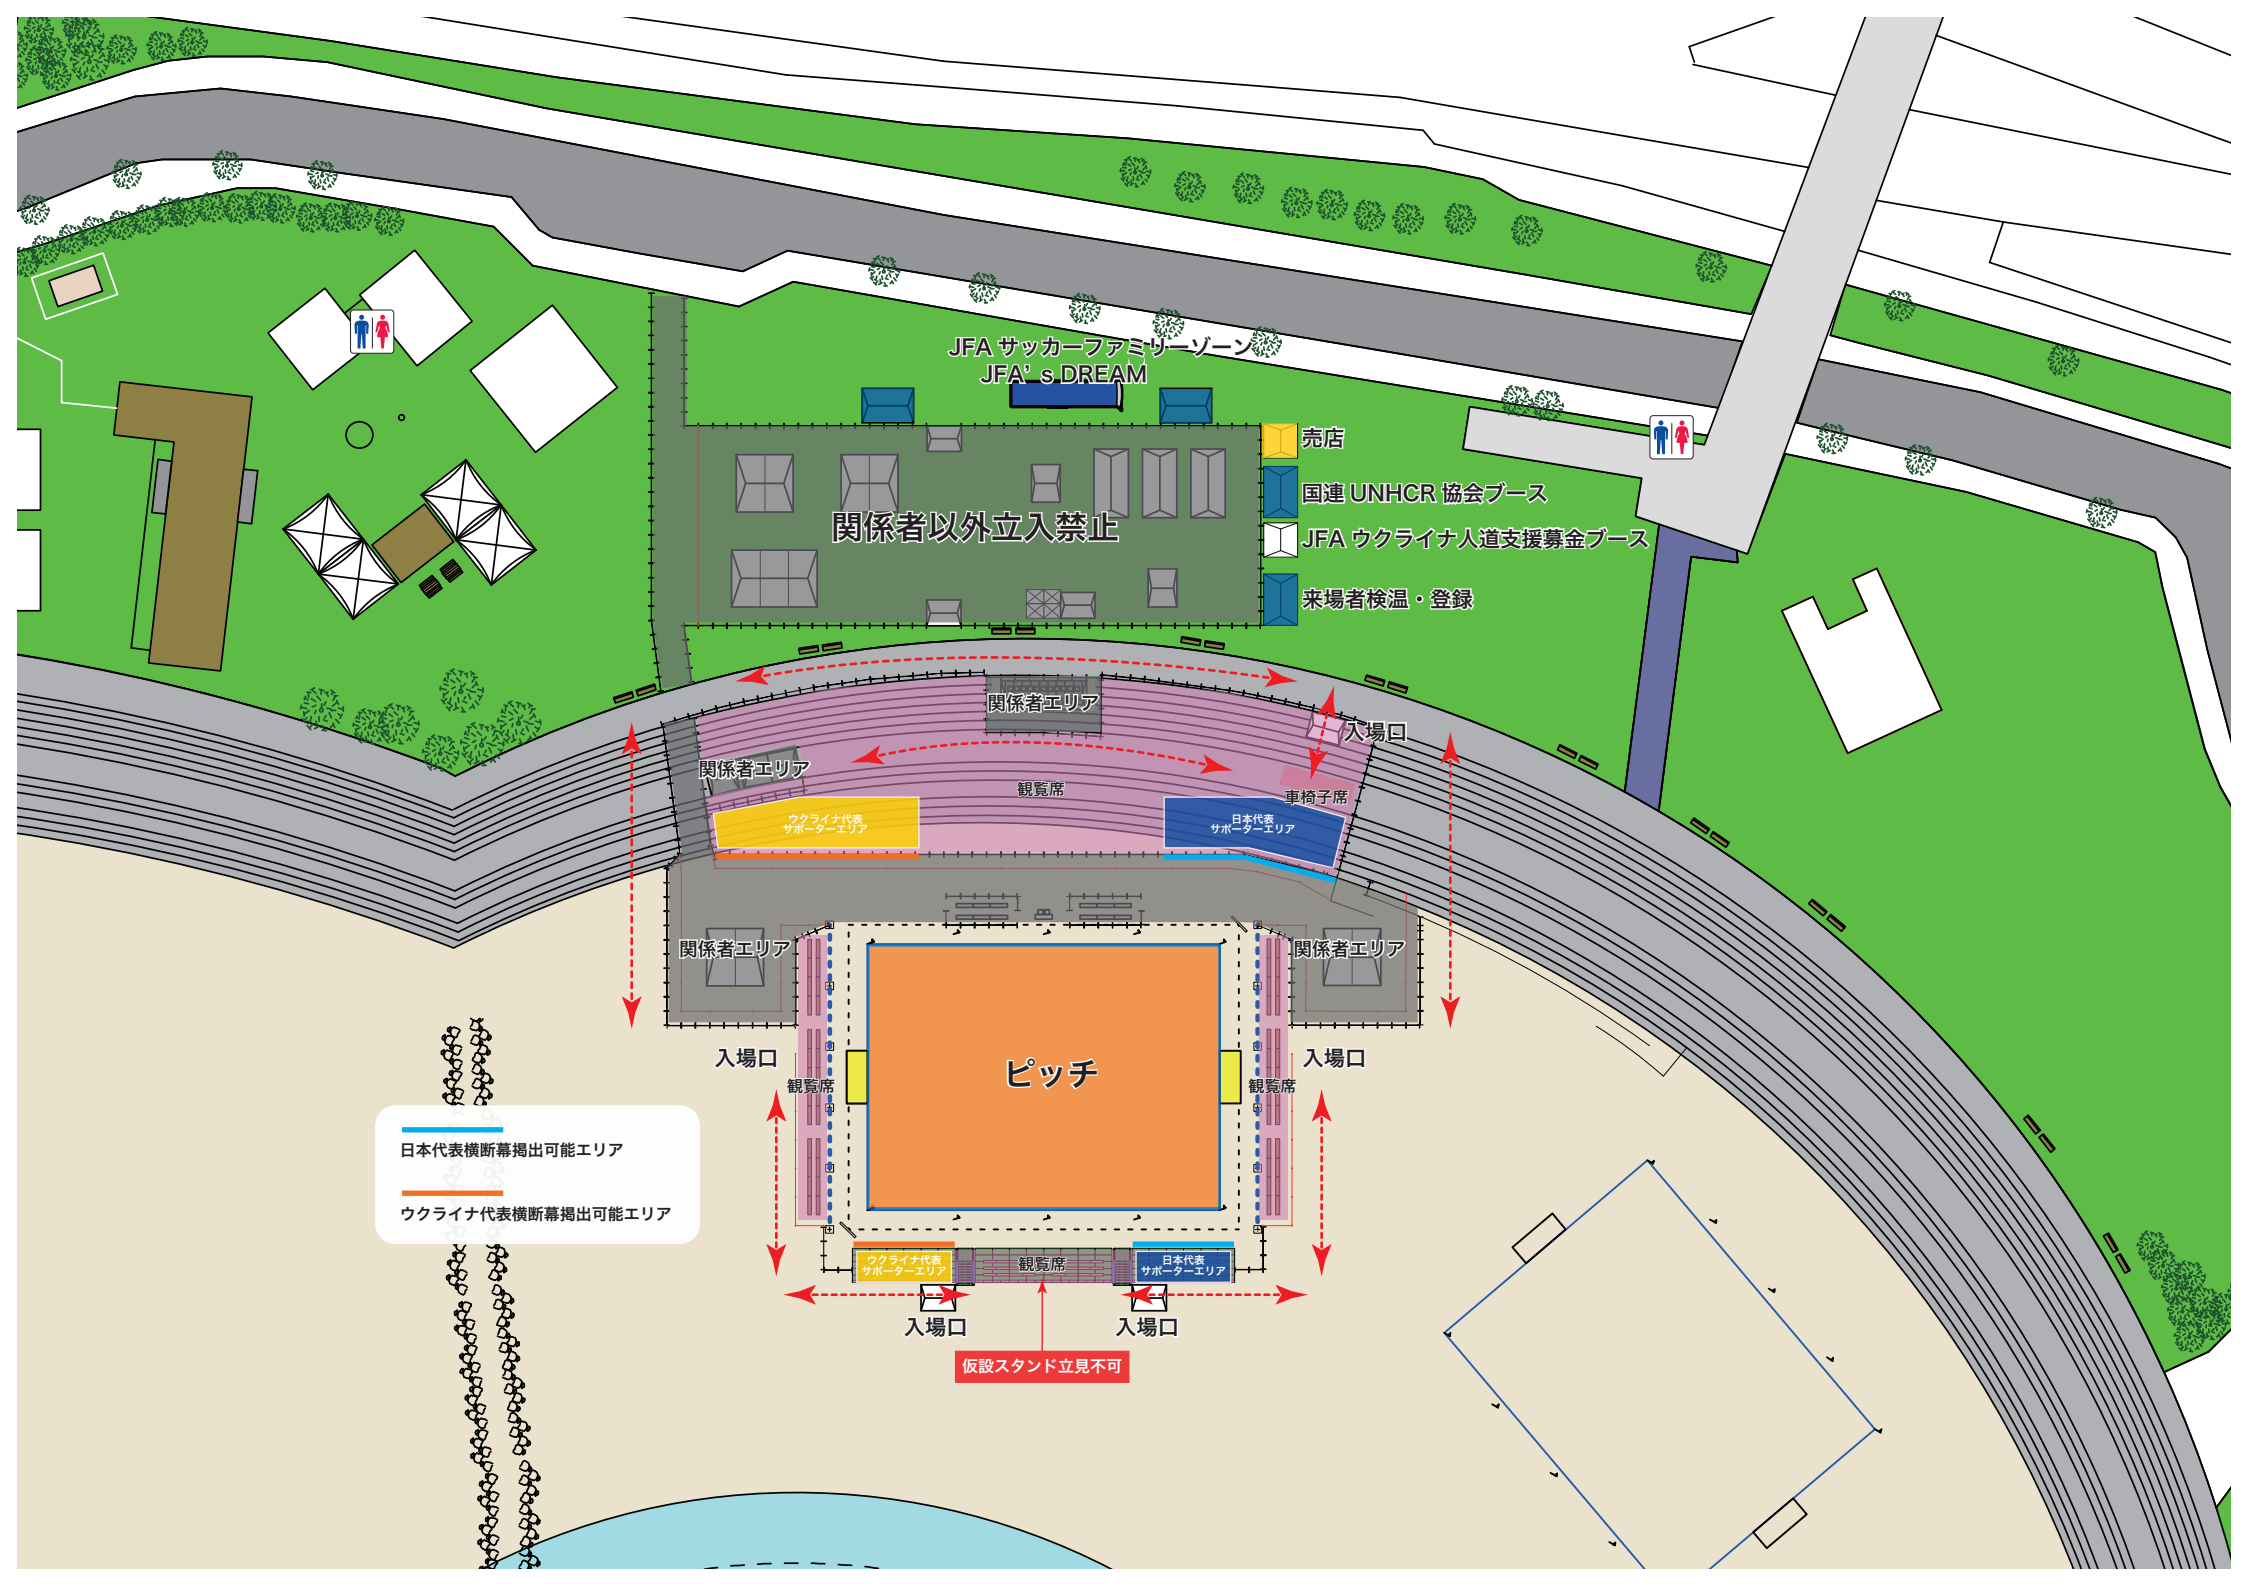 JFA サッカーファミリーゾーン
JFA’s DREAM
売店
国連 UNHCR 協会ブース
関係者以外立入禁止
JFA ウクライナ人道支援募金ブース
来場者検温・登録
関係者エリア
入場口
関係者エリア
観覧席
車椅子席
ウクライナ代表
サポーターエリア
日本代表
サポーターエリア
関係者エリア
関係者エリア
入場口
入場口
ピッチ
観覧席
観覧席
日本代表横断幕掲出可能エリア
ウクライナ代表横断幕掲出可能エリア
ウクライナ代表
サポーターエリア
観覧席
日本代表
サポーターエリア
入場口
入場口
仮設スタンド立見不可